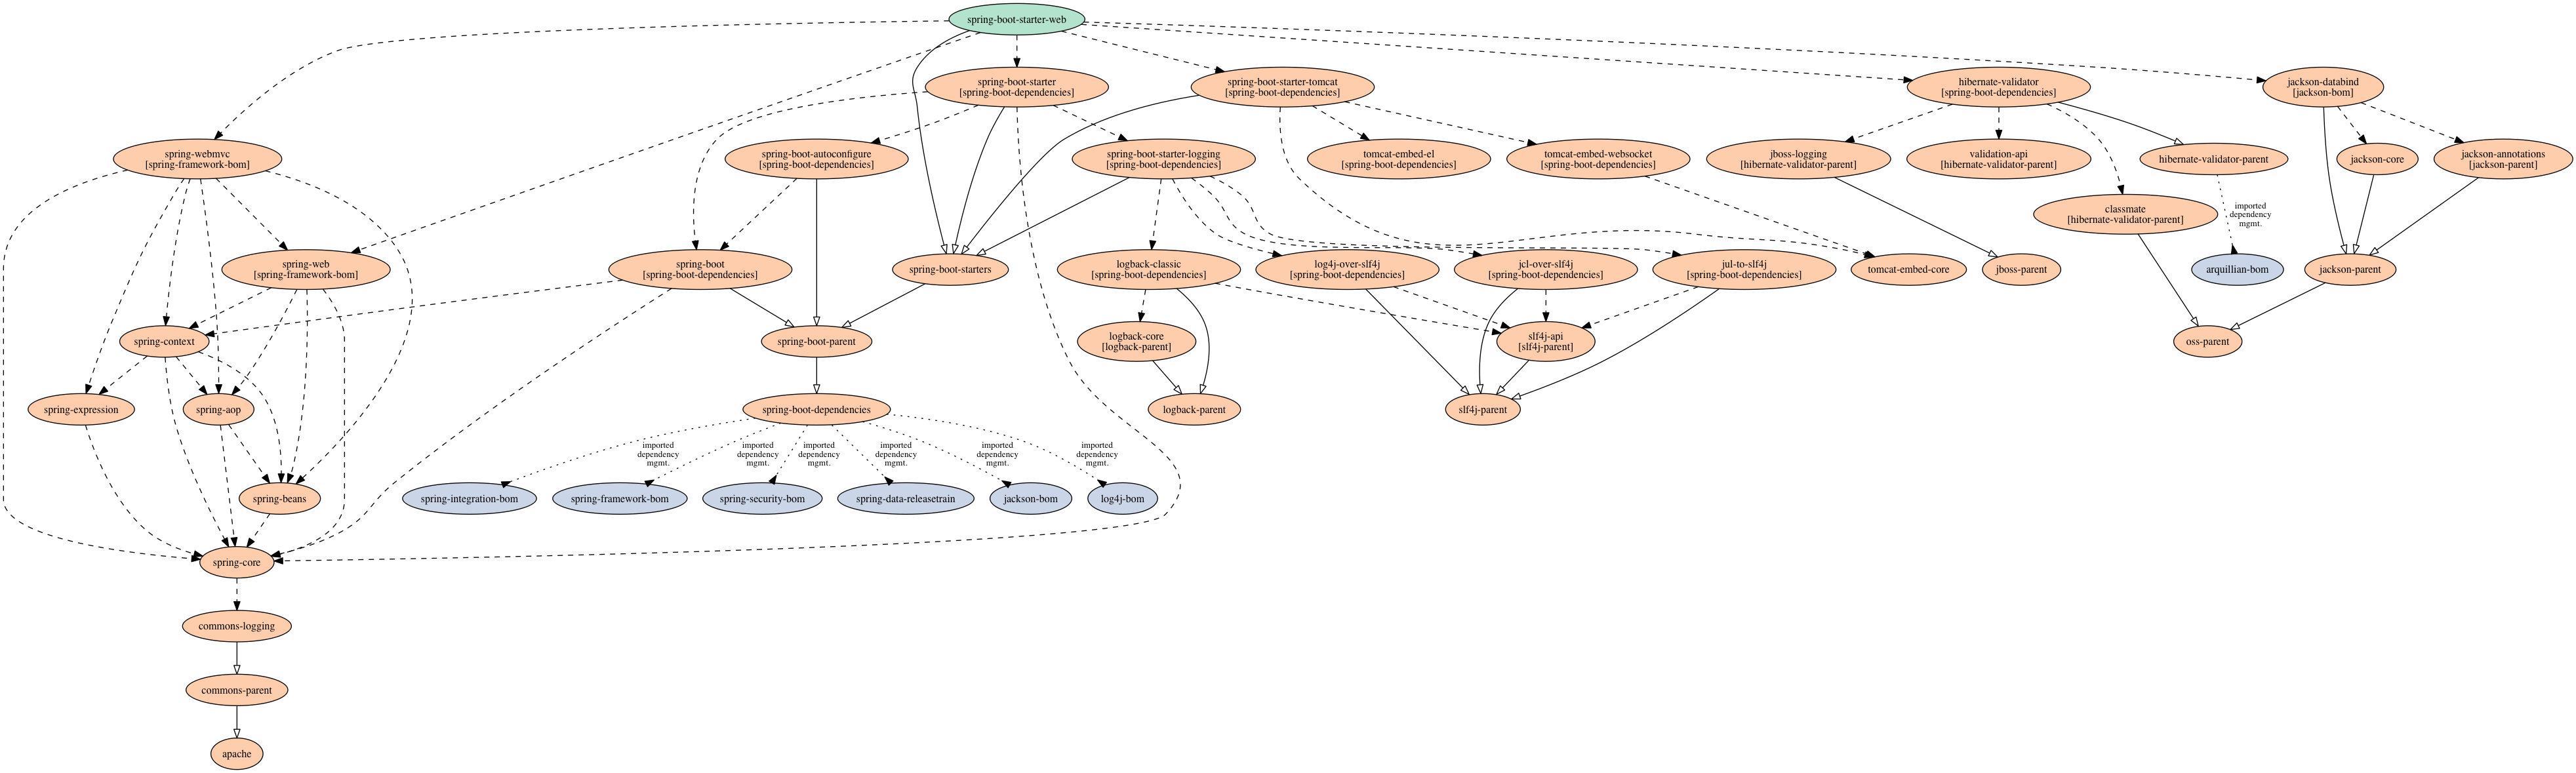 spring-boot-starter-web
spring-boot-starter
[spring-boot-dependencies]
spring-boot-starter-tomcat
[spring-boot-dependencies]
hibernate-validator
[spring-boot-dependencies]
jackson-databind
[jackson-bom]
spring-webmvc
[spring-framework-bom]
spring-boot-autoconfigure
[spring-boot-dependencies]
spring-boot-starter-logging
[spring-boot-dependencies]
tomcat-embed-el
[spring-boot-dependencies]
tomcat-embed-websocket
[spring-boot-dependencies]
jboss-logging
[hibernate-validator-parent]
validation-api
[hibernate-validator-parent]
hibernate-validator-parent
jackson-core
jackson-annotations
[jackson-parent]
classmate
[hibernate-validator-parent]
imported
dependency
mgmt.
spring-web
[spring-framework-bom]
spring-boot
[spring-boot-dependencies]
spring-boot-starters
logback-classic
[spring-boot-dependencies]
log4j-over-slf4j
[spring-boot-dependencies]
jcl-over-slf4j
[spring-boot-dependencies]
jul-to-slf4j
[spring-boot-dependencies]
tomcat-embed-core
jboss-parent
arquillian-bom
jackson-parent
spring-context
spring-boot-parent
logback-core
[logback-parent]
slf4j-api
[slf4j-parent]
oss-parent
spring-expression
spring-aop
spring-boot-dependencies
logback-parent
slf4j-parent
imported
dependency
mgmt.
imported
dependency
mgmt.
imported
dependency
mgmt.
imported
dependency
mgmt.
imported
dependency
mgmt.
imported
dependency
mgmt.
spring-beans
spring-integration-bom
spring-framework-bom
spring-security-bom
spring-data-releasetrain
jackson-bom
log4j-bom
spring-core
commons-logging
commons-parent
apache